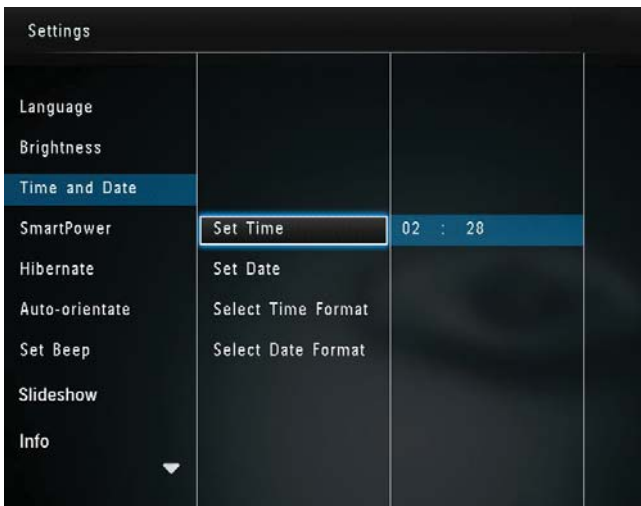 Settings
Language
Brightness
Time and Date
SmartPower
Hibernate
Auto-orientate
Set Beep
Slideshow
Info
Set Time
Set Date
Select Time Format
Select Date Format
02 : 28